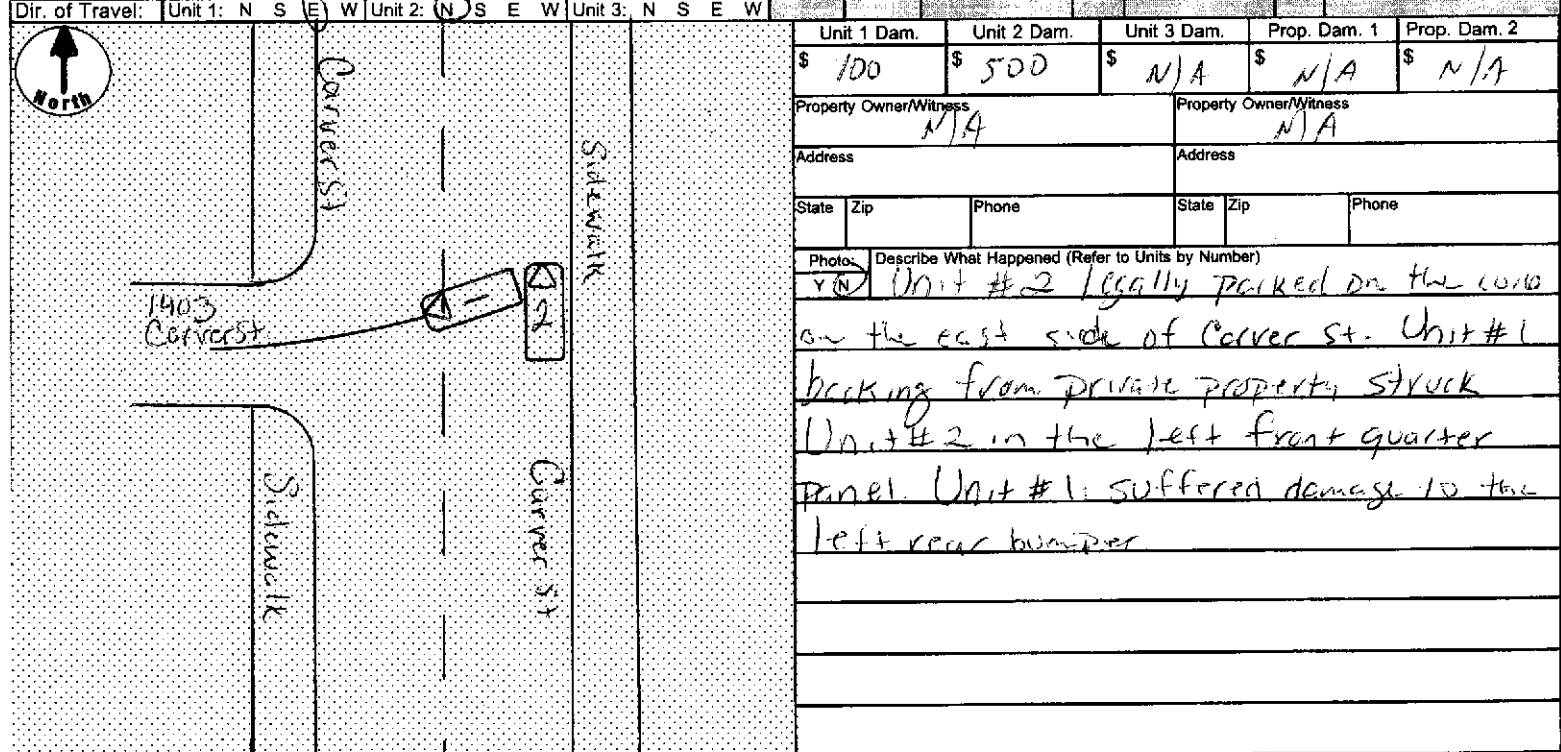 Dir. of Travel: Unit 1: N S E W Unit 2: N S E W Unit 3: N S E W
North
Carver St
Sidewalk
1403
Carver St.
1
2
Sidewalk
Carver St
Unit 1 Dam. Unit 2 Dam. Unit 3 Dam. Prop. Dam. 1 Prop. Dam. 2
$ 100 $ 500 $ N/A $ N/A $ N/A
Property Owner/Witness Property Owner/Witness
N/A N/A
Address Address
State Zip Phone State Zip Phone
Photo: Describe What Happened (Refer to Units by Number)
Y N Unit #2 legally parked on the curb
on the east side of Carver St. Unit #1
backing from private property struck
Unit #2 in the left front quarter
panel. Unit #1 suffered damage to the
left rear bumper